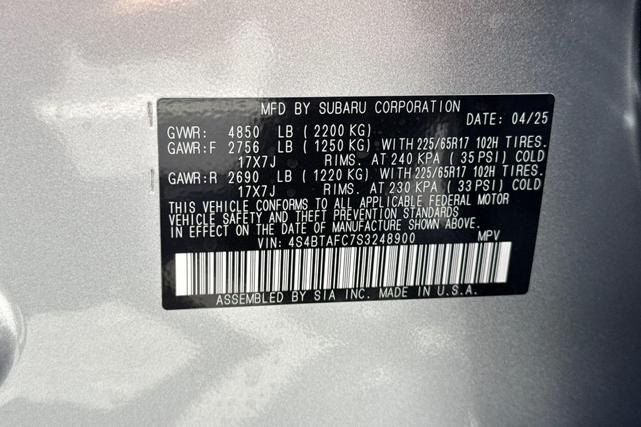 MFD BY SUBARU CORPORATION
DATE: 04/25
GVWR: 4850 LB (2200 KG)
GAWR:F 2756 LB (1250 KG) WITH 225/65R17 102H TIRES.
17X7J RIMS. AT 240 KPA (35 PSI) COLD
GAWR:R 2690 LB (1220 KG) WITH 225/65R17 102H TIRES.
17X7J RIMS. AT 230 KPA (33 PSI) COLD
THIS VEHICLE CONFORMS TO ALL APPLICABLE FEDERAL MOTOR
VEHICLE SAFETY AND THEFT PREVENTION STANDARDS
IN EFFECT ON THE DATE OF MANUFACTURE SHOWN ABOVE.
VIN: 4S4BTAFC7S3248900 MPV
ASSEMBLED BY SIA INC. MADE IN U.S.A.